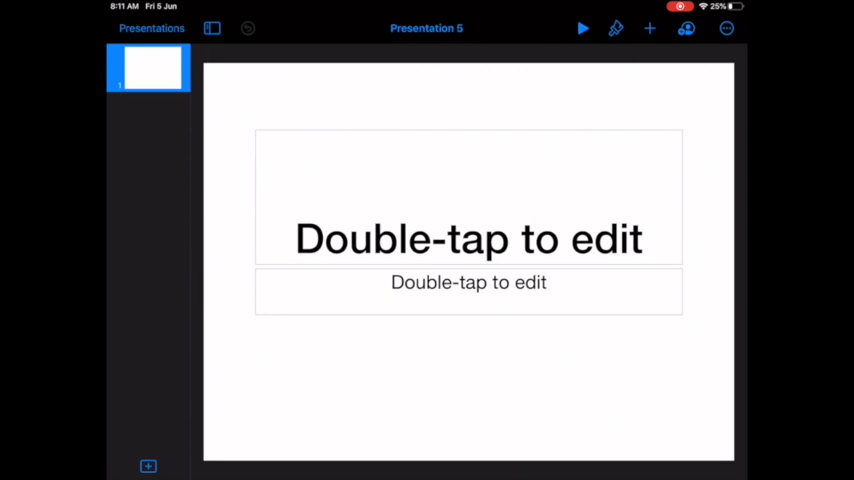 8:11 AM Fri 5 Jun 25%
Presentations Presentation 5
1
Double-tap to edit
Double-tap to edit